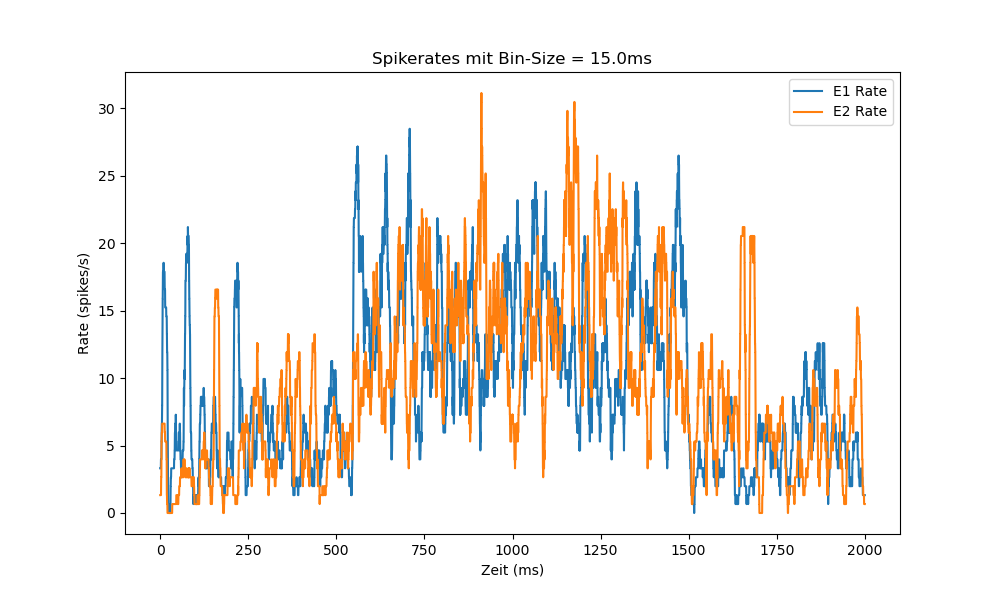 Spikerates mit Bin-Size = 15.0ms
E1 Rate
E2 Rate
Rate (spikes/s)
30
25
20
15
10
5
0
0 250 500 750 1000 1250 1500 1750 2000
Zeit (ms)